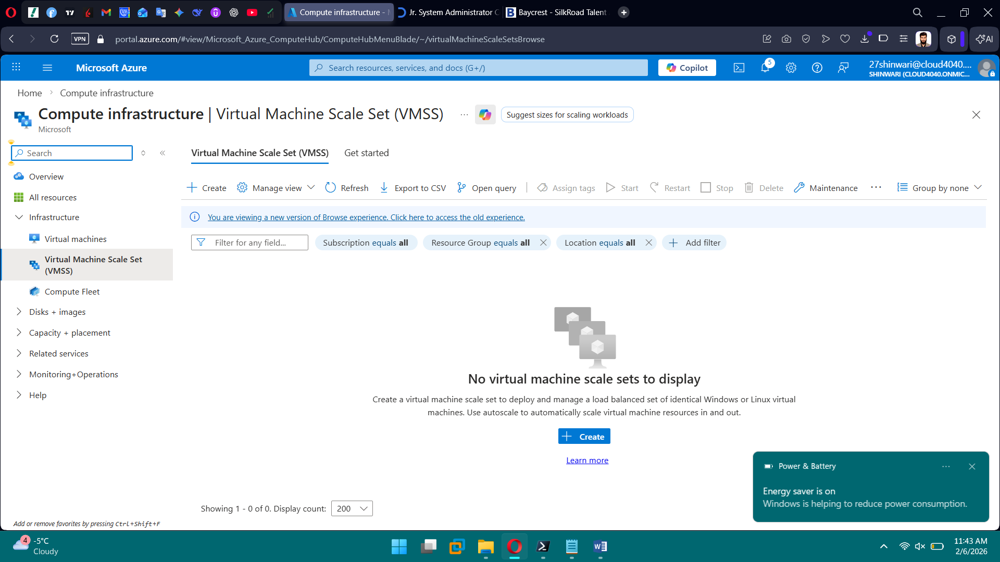 Compute infrastructure -
Jr. System Administrator
Baycrest - SilkRoad Talent
VPN
portal.azure.com/#view/Microsoft_Azure_ComputeHub/ComputeHubMenuBlade/~/virtualMachineScaleSetsBrowse
AI
Microsoft Azure
Search resources, services, and docs (G+/)
Copilot
5
27shinwari@cloud4040....
SHINWARI (CLOUD4040.ONMIC...
Home
Compute infrastructure
Compute infrastructure | Virtual Machine Scale Set (VMSS)
...
Suggest sizes for scaling workloads
Microsoft
Search
Overview
All resources
Infrastructure
Virtual machines
Virtual Machine Scale Set
(VMSS)
Compute Fleet
Disks + images
Capacity + placement
Related services
Monitoring+Operations
Help
Add or remove favorites by pressing Ctrl+Shift+F
Virtual Machine Scale Set (VMSS)
Get started
Create
Manage view
Refresh
Export to CSV
Open query
Assign tags
Start
Restart
Stop
Delete
Maintenance
...
Group by none
You are viewing a new version of Browse experience. Click here to access the old experience.
Filter for any field...
Subscription equals all
Resource Group equals all
Location equals all
Add filter
No virtual machine scale sets to display
Create a virtual machine scale set to deploy and manage a load balanced set of identical Windows or Linux virtual
machines. Use autoscale to automatically scale virtual machine resources in and out.
Create
Learn more
Showing 1 - 0 of 0. Display count:
200
Power & Battery
...
Energy saver is on
Windows is helping to reduce power consumption.
4
-5°C
Cloudy
11:43 AM
2/6/2026